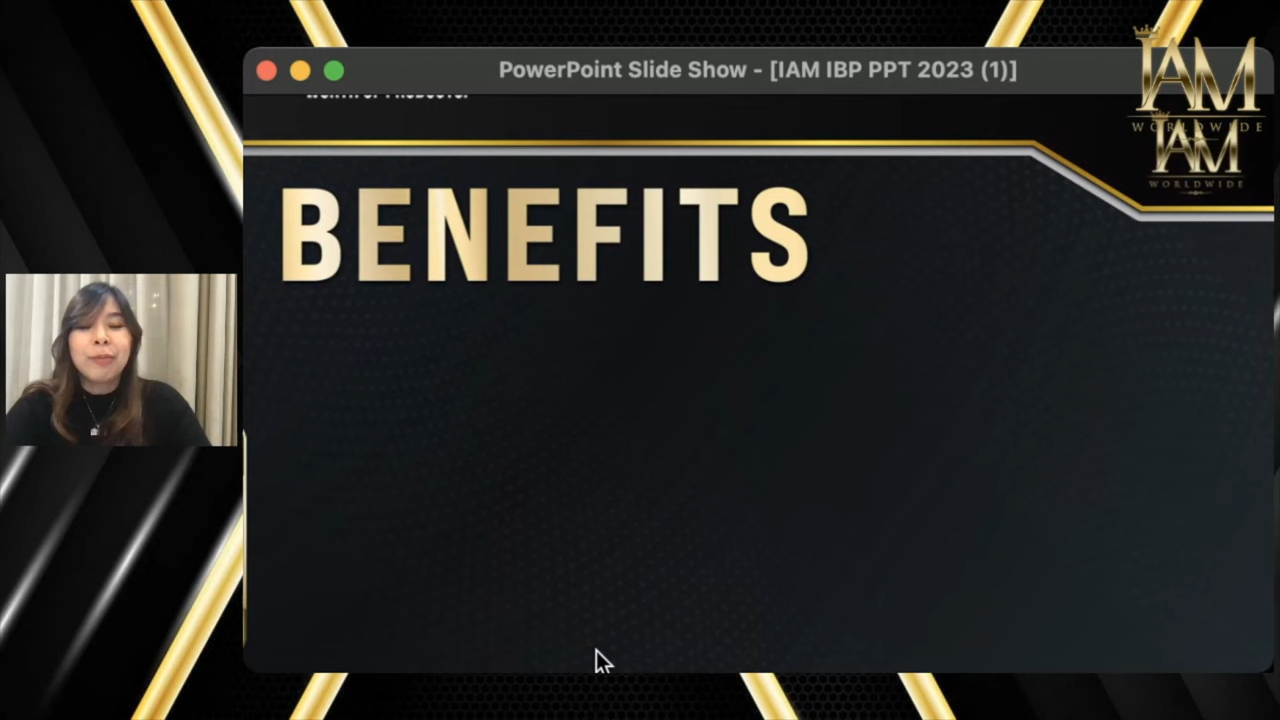 PowerPoint Slide Show - [IAM IBP PPT 2023 (1)]
IAM
WORLDWIDE
IAM
WORLDWIDE
BENEFITS